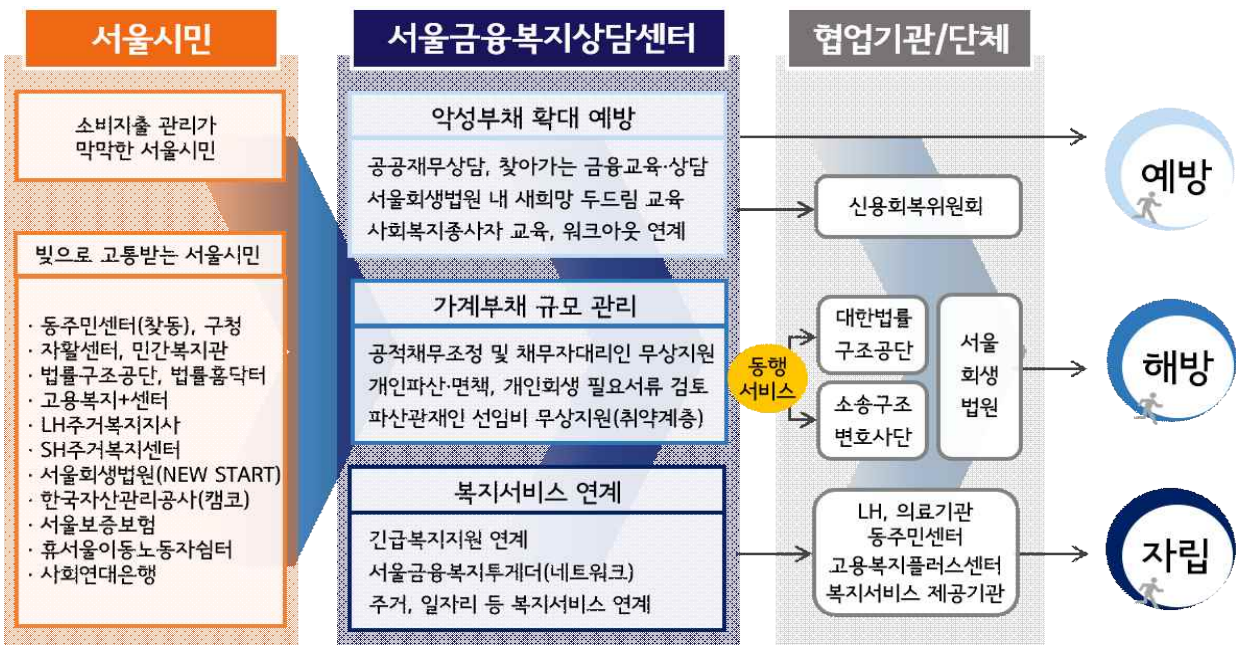 서울시민
소비지출 관리가
막막한 서울시민
빚으로 고통받는 서울시민
· 동주민센터(찾동), 구청
· 자활센터, 민간복지관
· 법률구조공단, 법률홈닥터
· 고용복지+센터
· LH주거복지지사
· SH주거복지센터
· 서울회생법원(NEW START)
· 한국자산관리공사(캠코)
· 서울보증보험
· 휴서울이동노동자쉼터
· 사회연대은행
서울금융복지상담센터
악성부채 확대 예방
공공재무상담, 찾아가는 금융교육·상담
서울회생법원 내 새희망 두드림 교육
사회복지종사자 교육, 워크아웃 연계
가계부채 규모 관리
공적채무조정 및 채무자대리인 무상지원
개인파산·면책, 개인회생 필요서류 검토
파산관재인 선임비 무상지원(취약계층)
복지서비스 연계
긴급복지지원 연계
서울금융복지투게더(네트워크)
주거, 일자리 등 복지서비스 연계
협업기관/단체
신용회복위원회
동행
서비스
대한법률
구조공단
소송구조
변호사단
서울
회생
법원
LH, 의료기관
동주민센터
고용복지플러스센터
복지서비스 제공기관
예방
해방
자립